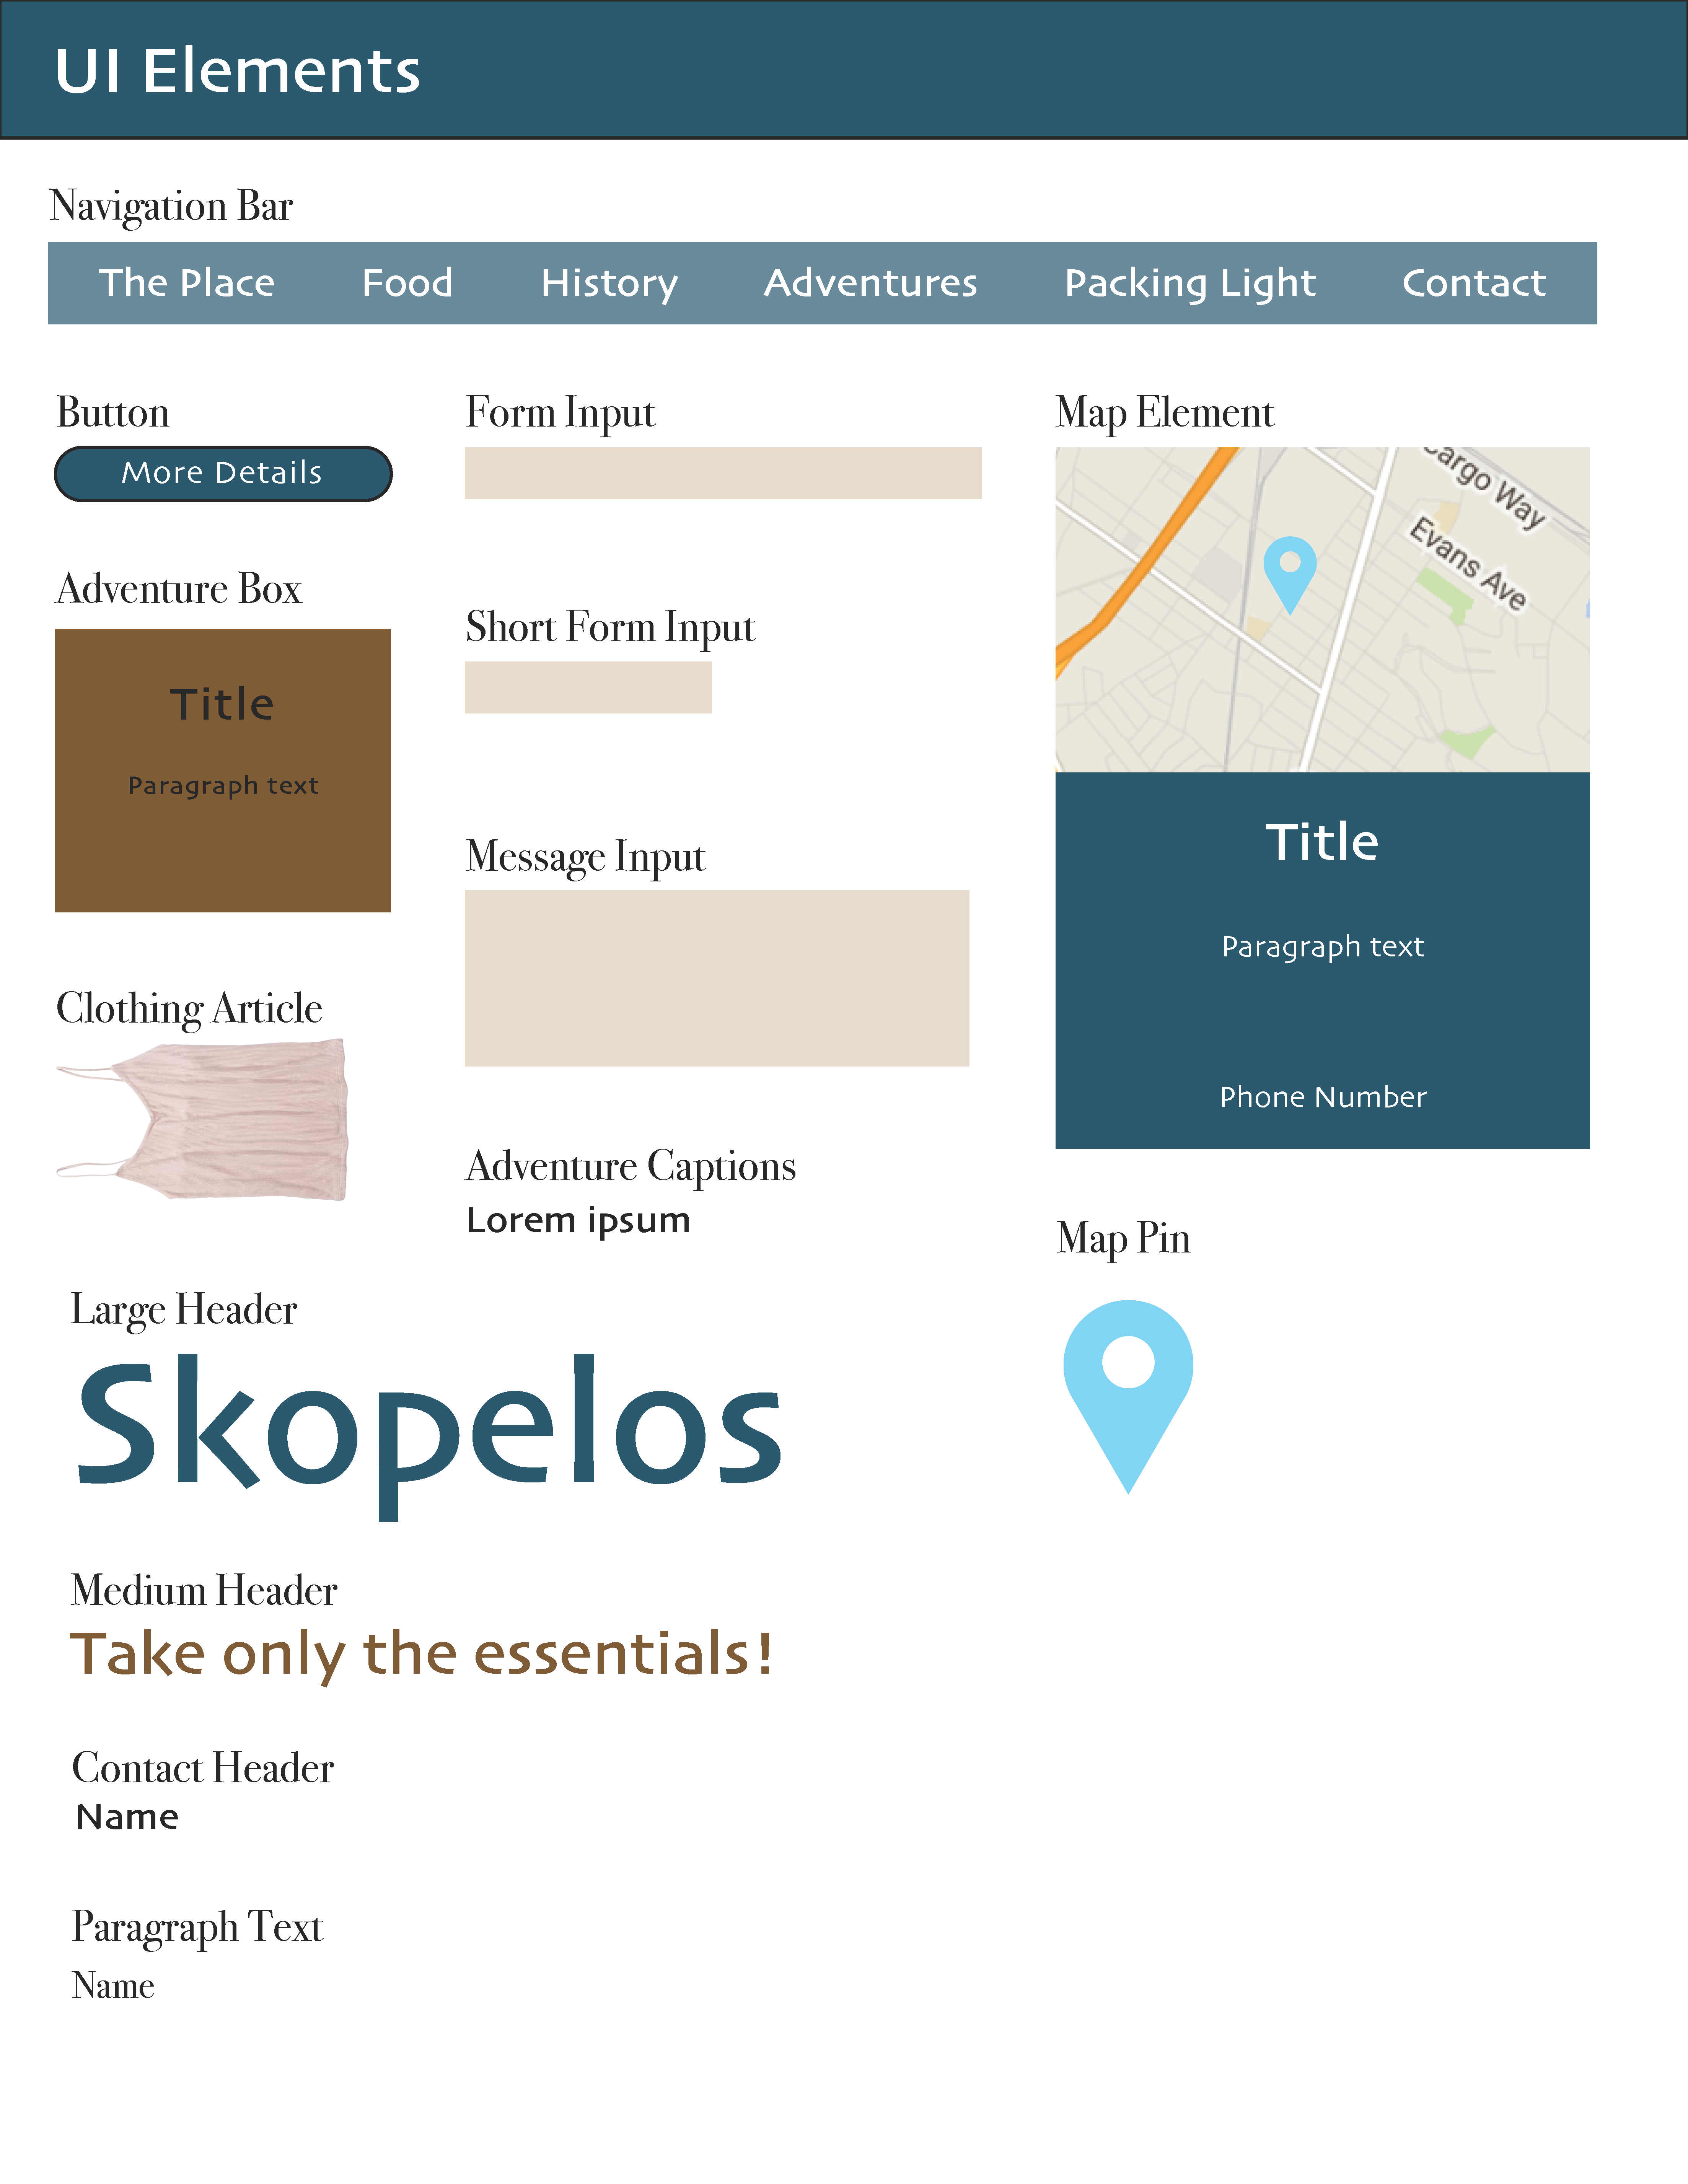 UI Elements
Navigation Bar
The Place Food History Adventures Packing Light Contact
Button
More Details
Adventure Box
Title
Paragraph text
Clothing Article
Form Input
Short Form Input
Message Input
Adventure Captions
Lorem ipsum
Map Element
Cargo Way
Evans Ave
Title
Paragraph text
Phone Number
Map Pin
Large Header
Skopelos
Medium Header
Take only the essentials!
Contact Header
Name
Paragraph Text
Name